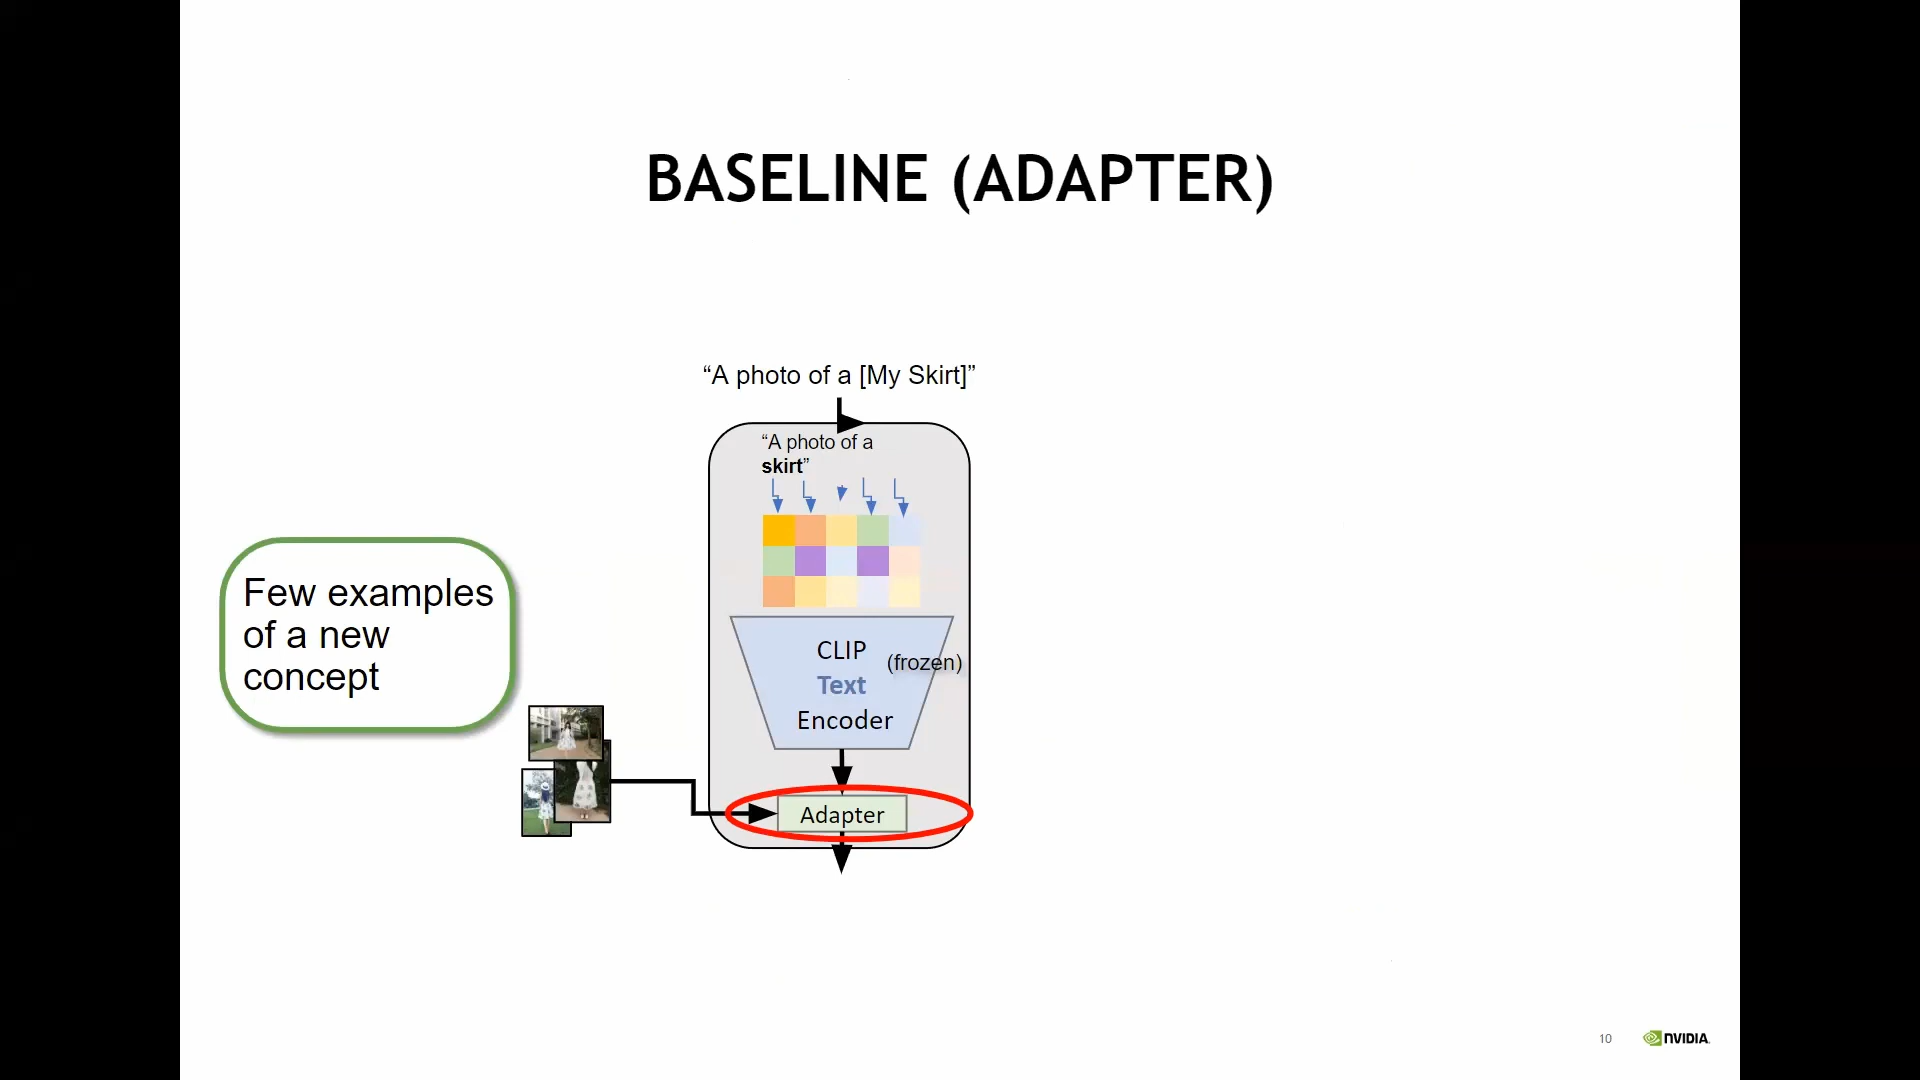 BASELINE (ADAPTER)
“A photo of a [My Skirt]”
“A photo of a
skirt”
Few examples
of a new
concept
CLIP
(frozen)
Text
Encoder
Adapter
10
NVIDIA.